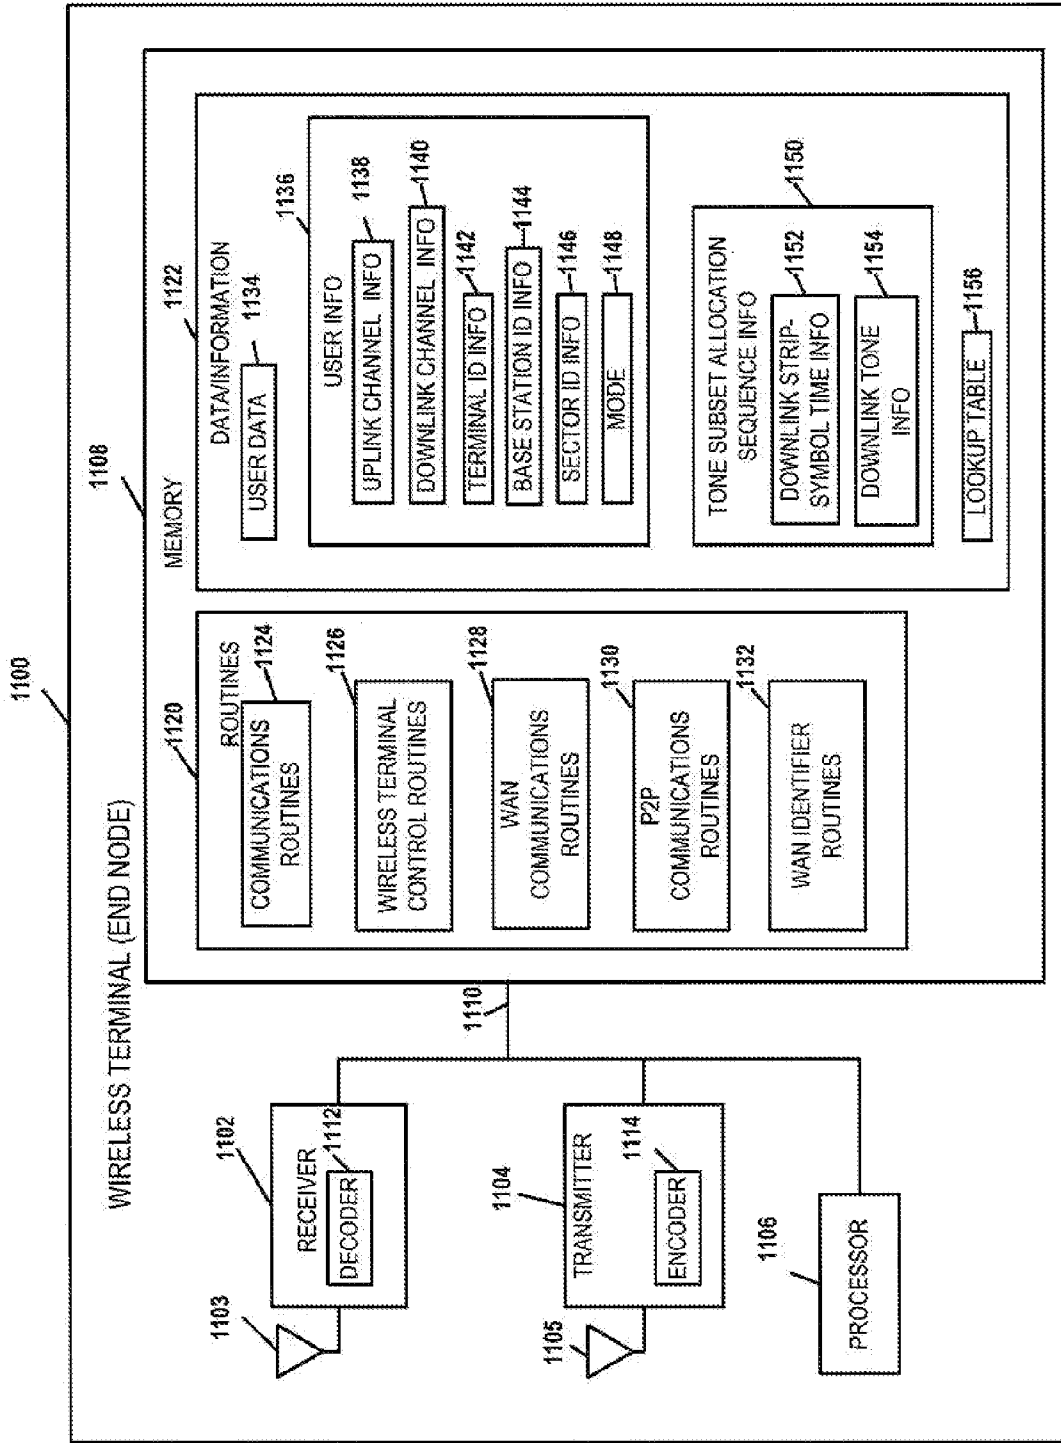 1100
WIRELESS TERMINAL (END NODE)
1103
1102
RECEIVER
1112
DECODER
1105
1104
TRANSMITTER
1114
ENCODER
1106
PROCESSOR
1110
1108
MEMORY
1120
ROUTINES
1124
COMMUNICATIONS
ROUTINES
1126
WIRELESS TERMINAL
CONTROL ROUTINES
1128
WAN
COMMUNICATIONS
ROUTINES
1130
P2P
COMMUNICATIONS
ROUTINES
1132
WAN IDENTIFIER
ROUTINES
1122
DATA/INFORMATION
1134
USER DATA
1136
USER INFO
1138
UPLINK CHANNEL INFO
1140
DOWNLINK CHANNEL INFO
1142
TERMINAL ID INFO
1144
BASE STATION ID INFO
1146
SECTOR ID INFO
1148
MODE
1150
TONE SUBSET ALLOCATION
SEQUENCE INFO
1152
DOWNLINK STRIP-
SYMBOL TIME INFO
1154
DOWNLINK TONE
INFO
1156
LOOKUP TABLE